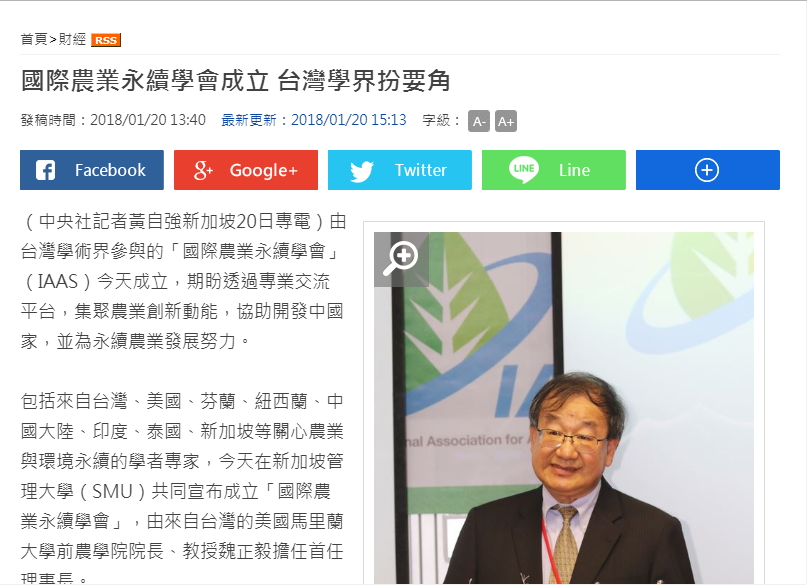 首頁>財經 RSS
國際農業永續學會成立 台灣學界扮要角
發稿時間：2018/01/20 13:40 最新更新：2018/01/20 15:13 字級： A- A+
Facebook Google+ Twitter LINE Line
（中央社記者黃自強新加坡20日專電）由
台灣學術界參與的「國際農業永續學會」
（IAAS）今天成立，期盼透過專業交流
平台，集聚農業創新動能，協助開發中國
家，並為永續農業發展努力。
包括來自台灣、美國、芬蘭、紐西蘭、中
國大陸、印度、泰國、新加坡等關心農業
與環境永續的學者專家，今天在新加坡管
理大學（SMU）共同宣布成立「國際農
業永續學會」，由來自台灣的美國馬里蘭
大學前農學院院長、教授魏正毅擔任首任
理事長。
IA
nal Association for A